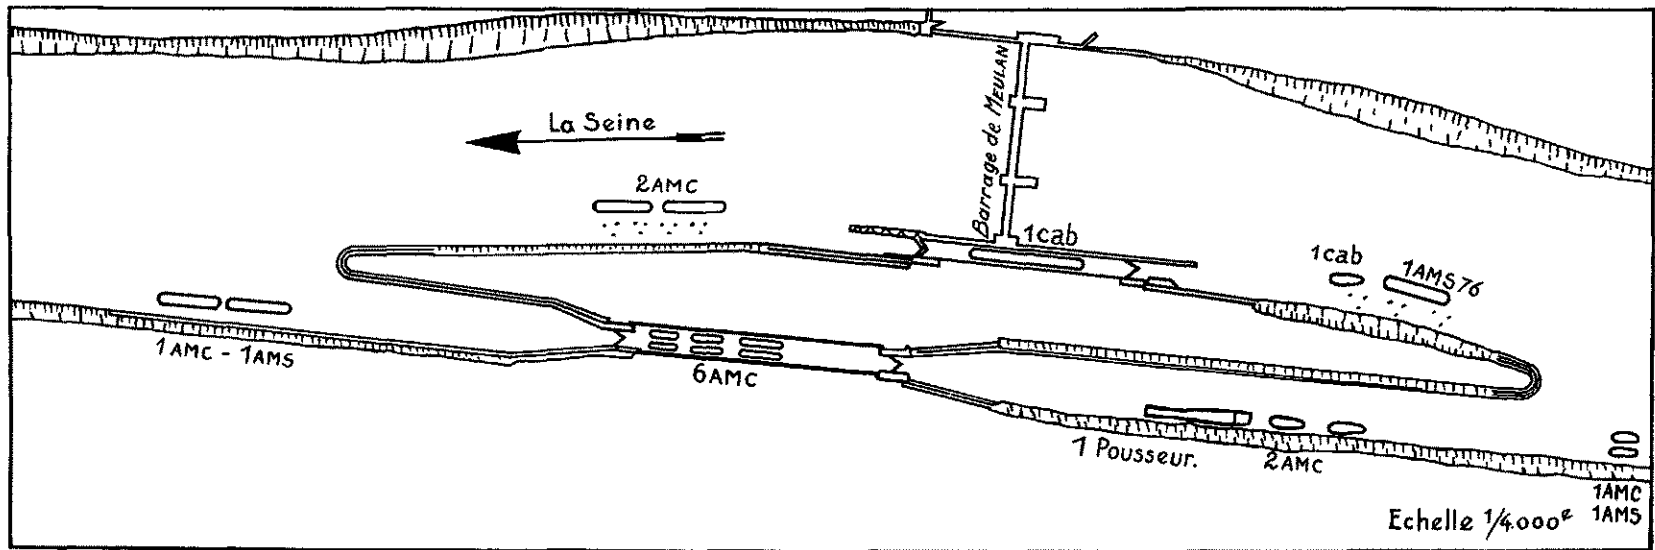 La Seine
Barrage de MEULAN
2AMC
1cab
1cab
1AMS76
1AMC - 1AMS
6AMC
1 Pousseur.
2AMC
1AMC
1AMS
Echelle 1/4.000e